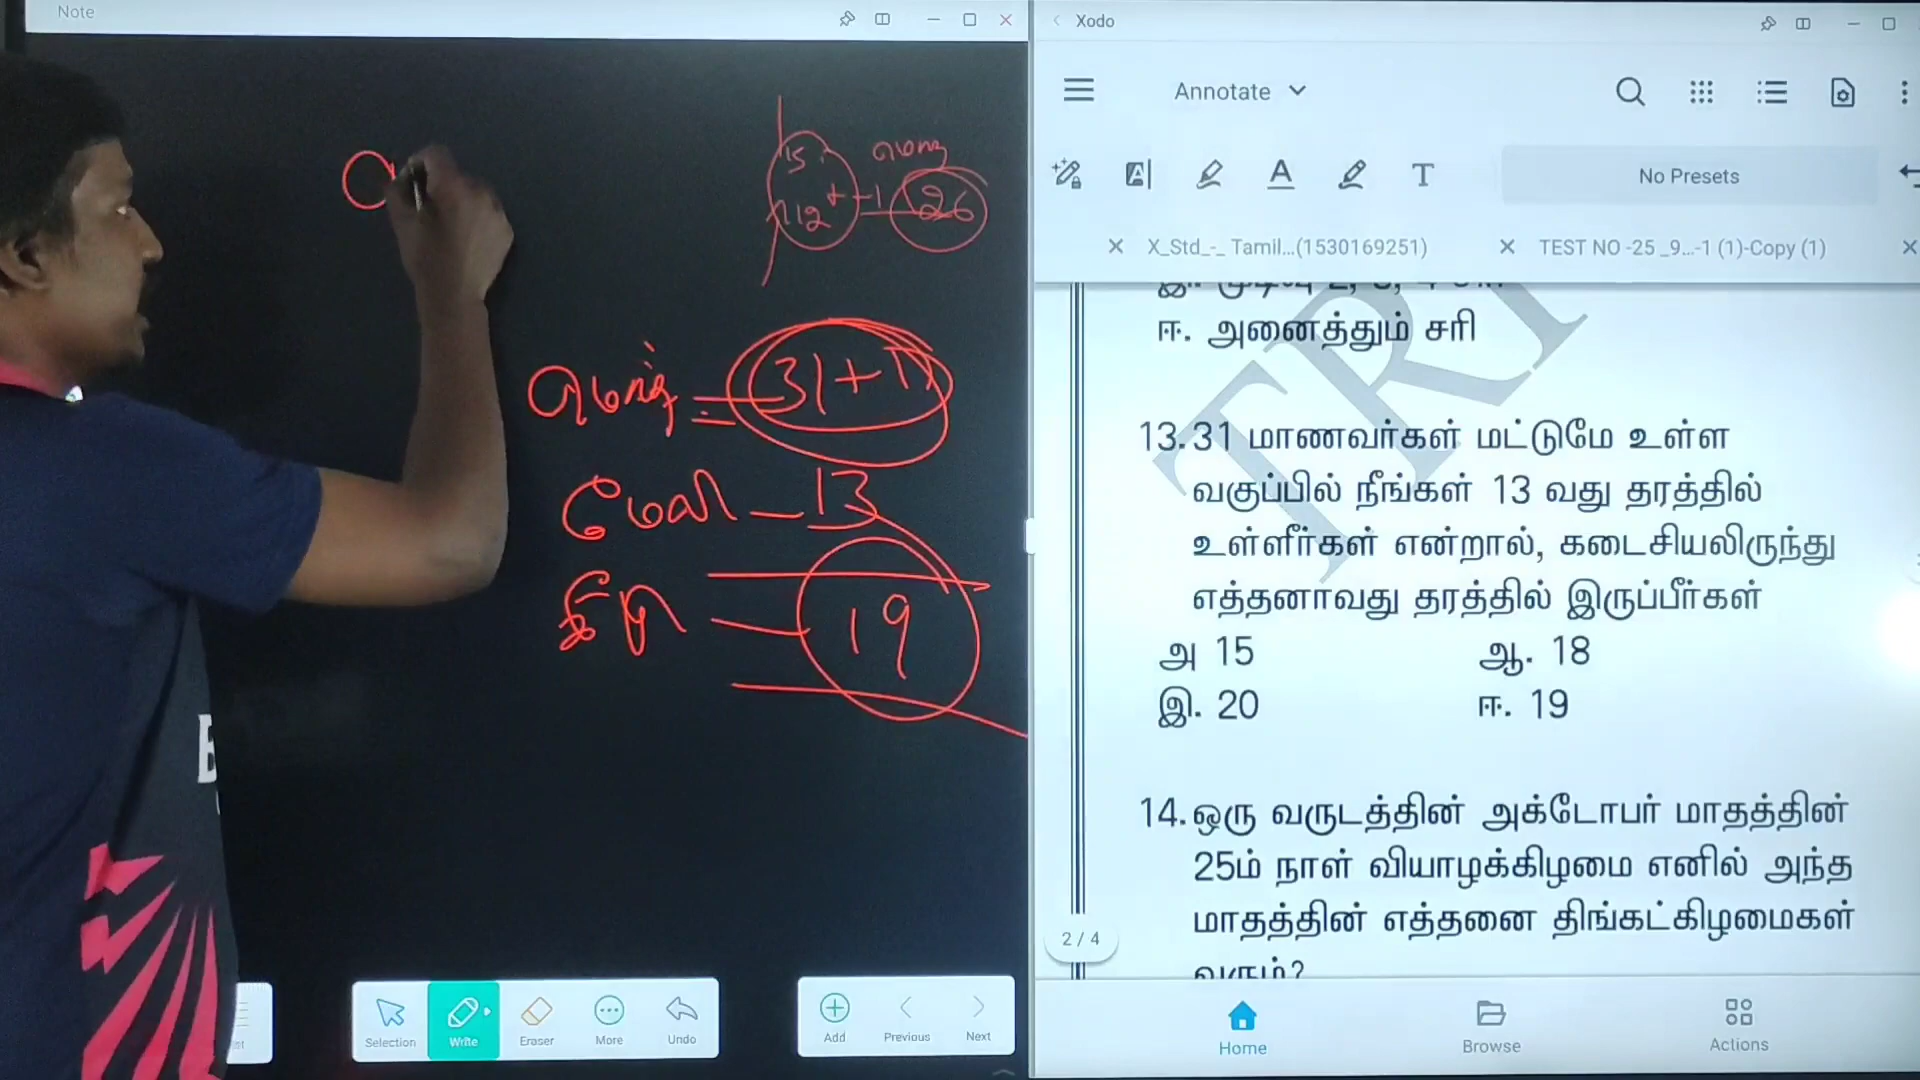 Note
Xodo
Annotate
No Presets
X_Std_-_ Tamil...(1530169251)
TEST NO -25 _9...-1 (1)-Copy (1)
ஈ. அனைத்தும் சரி
13. 31 மாணவர்கள் மட்டுமே உள்ள
வகுப்பில் நீங்கள் 13 வது தரத்தில்
உள்ளீர்கள் என்றால், கடைசியலிருந்து
எத்தனாவது தரத்தில் இருப்பீர்கள்
அ 15 ஆ. 18
இ. 20 ஈ. 19
14. ஒரு வருடத்தின் அக்டோபர் மாதத்தின்
25ம் நாள் வியாழக்கிழமை எனில் அந்த
மாதத்தின் எத்தனை திங்கட்கிழமைகள்
வரும்?
2 / 4
Home Browse Actions
15
12 + -1 26
31+1
மேல் - 13
19
Selection Write Eraser More Undo
Add Previous Next
TRI